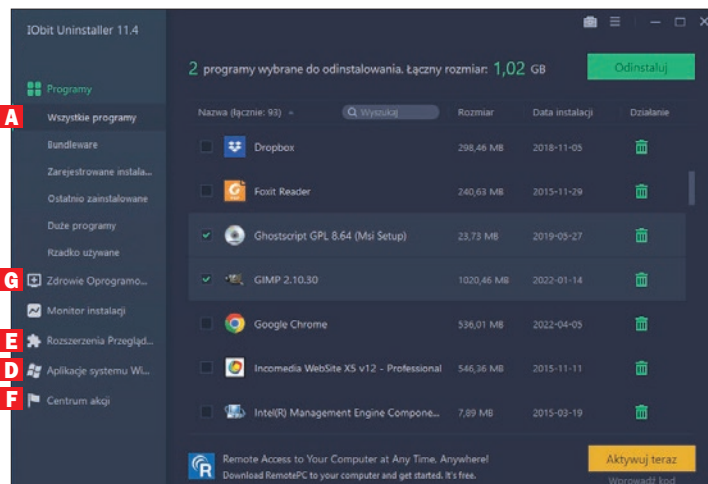 IObit Uninstaller 11.4
2 programy wybrane do odinstalowania. Łączny rozmiar: 1,02 GB
Odinstaluj
Programy
A
Wszystkie programy
Nazwa (łącznie: 93)
Wyszukaj
Rozmiar
Data instalacji
Działanie
Bundleware
Dropbox
298,46 MB
2018-11-05
Zarejestrowane instala...
Ostatnio zainstalowane
Foxit Reader
240,63 MB
2015-11-29
Duże programy
Ghostscript GPL 8.64 (Msi Setup)
23,73 MB
2019-05-27
Rzadko używane
G
Zdrowie Oprogramo...
GIMP 2.10.30
1020,46 MB
2022-01-14
Monitor instalacji
Google Chrome
536,01 MB
2022-04-05
E
Rozszerzenia Przegląd...
D
Aplikacje systemu Wi...
Incomedia WebSite X5 v12 - Professional
546,36 MB
2015-11-11
F
Centrum akcji
Intel(R) Management Engine Compone...
7,89 MB
2015-03-19
Remote Access to Your Computer at Any Time, Anywhere!
Download RemotePC to your computer and get started. It's free.
Aktywuj teraz
Wprowadź kod